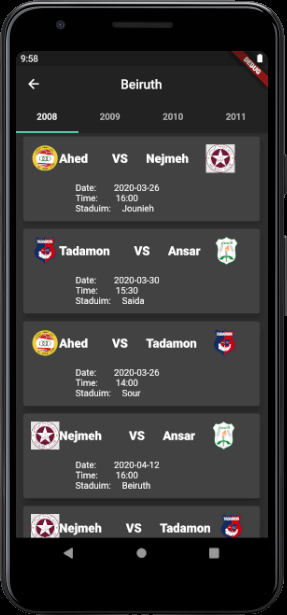 9:58
DEBUG
Beiruth
2008 2009 2010 2011
Ahed VS Nejmeh
Date: 2020-03-26
Time: 16:00
Staduim: Jounieh
Tadamon VS Ansar
Date: 2020-03-30
Time: 15:30
Staduim: Saida
Ahed VS Tadamon
Date: 2020-03-26
Time: 14:00
Staduim: Sour
Nejmeh VS Ansar
Date: 2020-04-12
Time: 16:00
Staduim: Beiruth
Nejmeh VS Tadamon